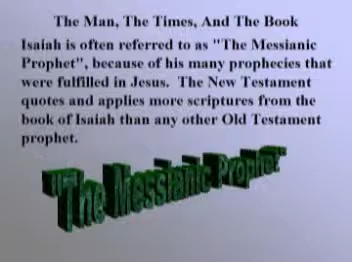 The Man, The Times, And The Book
Isaiah is often referred to as "The Messianic
Prophet", because of his many prophecies that
were fulfilled in Jesus.  The New Testament
quotes and applies more scriptures from the
book of Isaiah than any other Old Testament
prophet.
"The Messianic Prophet"